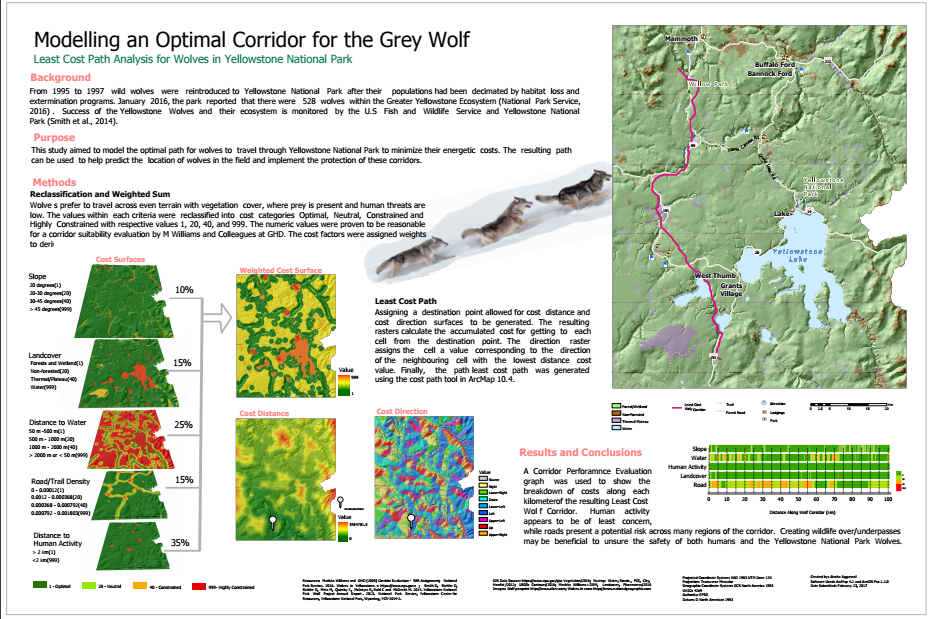 Modelling an Optimal Corridor for the Grey Wolf
Least Cost Path Analysis for Wolves in Yellowstone National Park
Background
From 1995 to 1997 wild wolves were reintroduced to Yellowstone National Park after their populations had been decimated by habitat loss and
extermination programs. January 2016, the park reported that there were 528 wolves within the Greater Yellowstone Ecosystem (National Park Service,
2016) . Success of the Yellowstone Wolves and their ecosystem is monitored by the U.S Fish and Wildlife Service and Yellowstone National
Park (Smith et al., 2014).
Purpose
This study aimed to model the optimal path for wolves to travel through Yellowstone National Park to minimize their energetic costs. The resulting path
can be used to help predict the location of wolves in the field and implement the protection of these corridors.
Methods
Reclassification and Weighted Sum
Wolve s prefer to travel across even terrain with vegetation cover, where prey is present and human threats are
low. The values within each criteria were reclassified into cost categories Optimal, Neutral, Constrained and
Highly Constrained with respective values 1, 20, 40, and 999. The numeric values were proven to be reasonable
for a corridor suitability evaluation by M Williams and Colleagues at GHD. The cost factors were assigned weights
to deri
Cost Surfaces
Slope
20 degrees(1)
20-30 degrees(20)
30-45 degrees(40)
> 45 degrees(999)
10%
Landcover
Forests and Wetland(1)
Non-forested(20)
Thermal/Plateau(40)
Water(999)
15%
Distance to Water
50 m -500 m(1)
500 m - 1000 m(20)
1000 m - 2000 m(40)
> 2000 m or < 50 m(999)
25%
Road/Trail Density
0 - 0.00012(1)
0.0012 - 0.000368(20)
0.000368 - 0.000792(40)
0.000792 - 0.001803(999)
15%
Distance to
Human Activity
> 2 km(1)
<2 km(999)
35%
1 - Optimal
20 - Neutral
40 - Constrained
999- Highly Constrained
Weighted Cost Surface
Value
999
1
Cost Distance
Value
0
Cost Direction
Value
Source
Right
Lower-Right
Down
Lower-Left
Left
Upper-Left
Up
Upper-Right
Least Cost Path
Assigning a destination point allowed for cost distance and
cost direction surfaces to be generated. The resulting
rasters calculate the accumulated cost for getting to each
cell from the destination point. The direction raster
assigns the cell a value corresponding to the direction
of the neighbouring cell with the lowest distance cost
value. Finally, the path least cost path was generated
using the cost path tool in ArcMap 10.4.
Mammoth
Buffalo Ford
Bannock Ford
Willow Park
Yellowstone
National
Park
Lake
Yellowstone
Lake
West Thumb
Grants
Village
Forest/Wetland
Non-Forested
Thermal Plateau
Water
Least Cost
Wolf Corridor
Trail
Forest Road
Attraction
Lodgings
Park
Results and Conclusions
A Corridor Perforamnce Evaluation
graph was used to show the
breakdown of costs along each
kilometerof the resulting Least Cost
Wol f Corridor. Human activity
appears to be of least concern,
while roads present a potential risk across many regions of the corridor. Creating wildlife over/underpasses
may be beneficial to unsure the safety of both humans and the Yellowstone National Park Wolves.
Slope
Water
Human Activity
Landcover
Road
0 10 20 30 40 50 60 70 80 90 100
Distance Along Wolf Corridor (km)